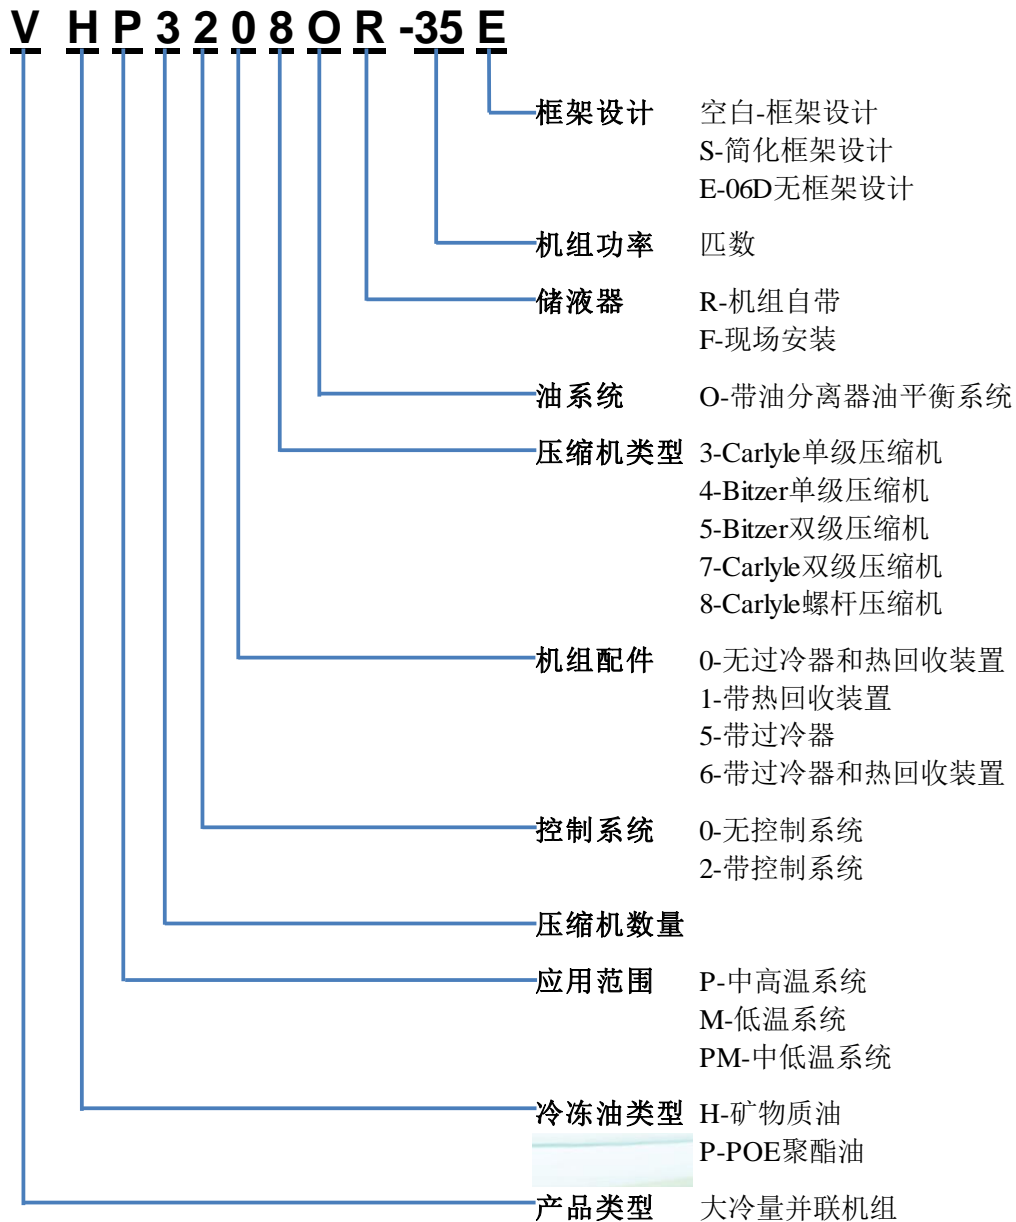 V HP3208OR-35E
框架设计 空白-框架设计
S-简化框架设计
E-06D无框架设计
机组功率 匹数
储液器 R-机组自带
F-现场安装
油系统 O-带油分离器油平衡系统
压缩机类型 3-Carlyle单级压缩机
4-Bitzer单级压缩机
5-Bitzer双级压缩机
7-Carlyle双级压缩机
8-Carlyle螺杆压缩机
机组配件 0-无过冷器和热回收装置
1-带热回收装置
5-带过冷器
6-带过冷器和热回收装置
控制系统 0-无控制系统
2-带控制系统
压缩机数量
应用范围 P-中高温系统
M-低温系统
PM-中低温系统
冷冻油类型 H-矿物质油
P-POE聚酯油
产品类型 大冷量并联机组